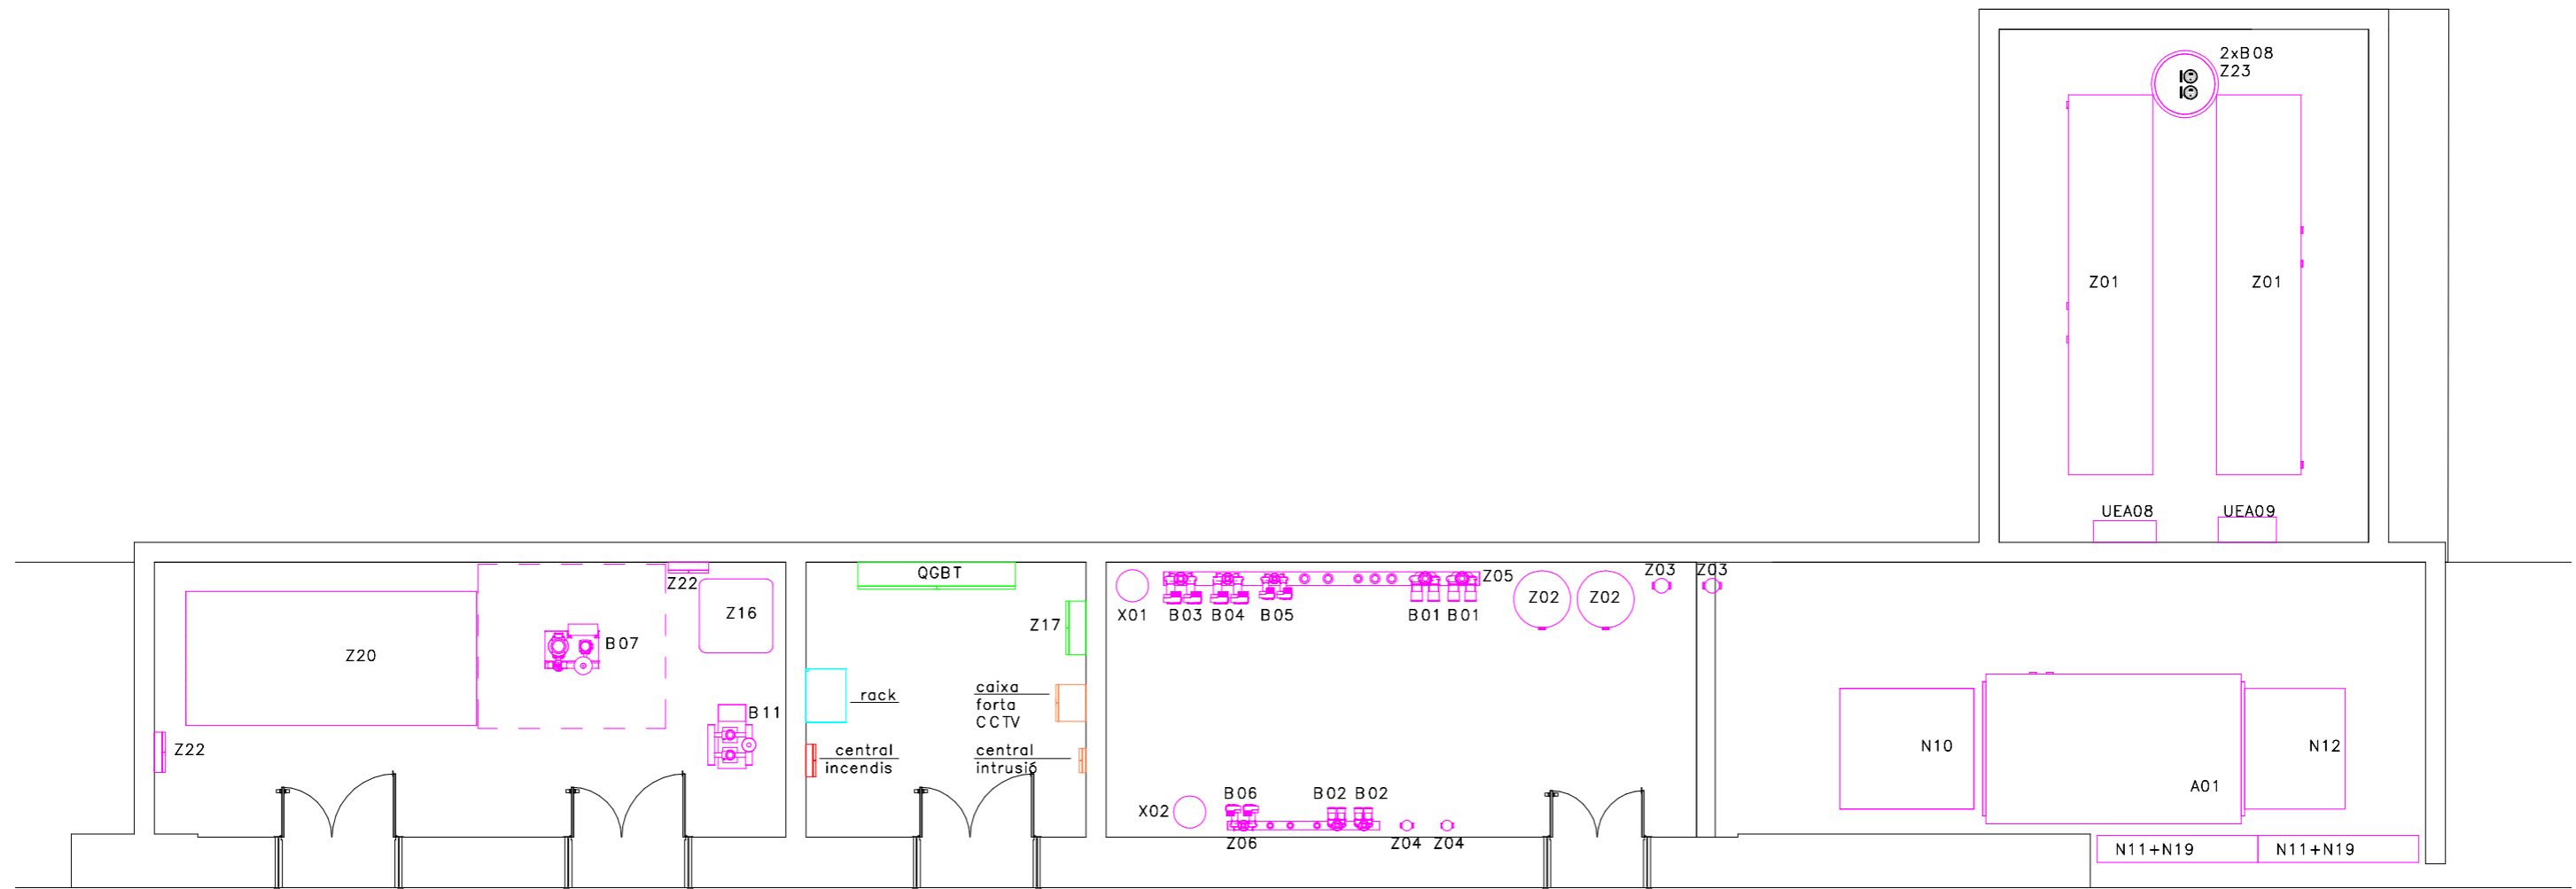 2xB08
Z23
Z01
Z01
UEA08
UEA09
Z22
Z16
B07
Z20
B11
Z22
QGBT
Z17
rack
caixa
forta
CCTV
central
incendis
central
intrusió
X01
B03
B04
B05
B01
B01
Z05
Z02
Z02
Z03
Z03
X02
B06
B02
B02
Z06
Z04
Z04
N10
N12
A01
N11+N19
N11+N19